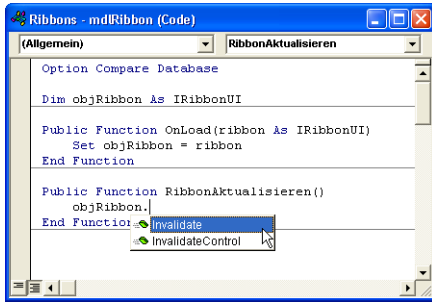 Ribbons - mdlRibbon (Code)
(Allgemein) RibbonAktualisieren
Option Compare Database
Dim objRibbon As IRibbonUI
Public Function OnLoad(ribbon As IRibbonUI)
Set objRibbon = ribbon
End Function
Public Function RibbonAktualisieren()
objRibbon.
End Function
Invalidate
InvalidateControl